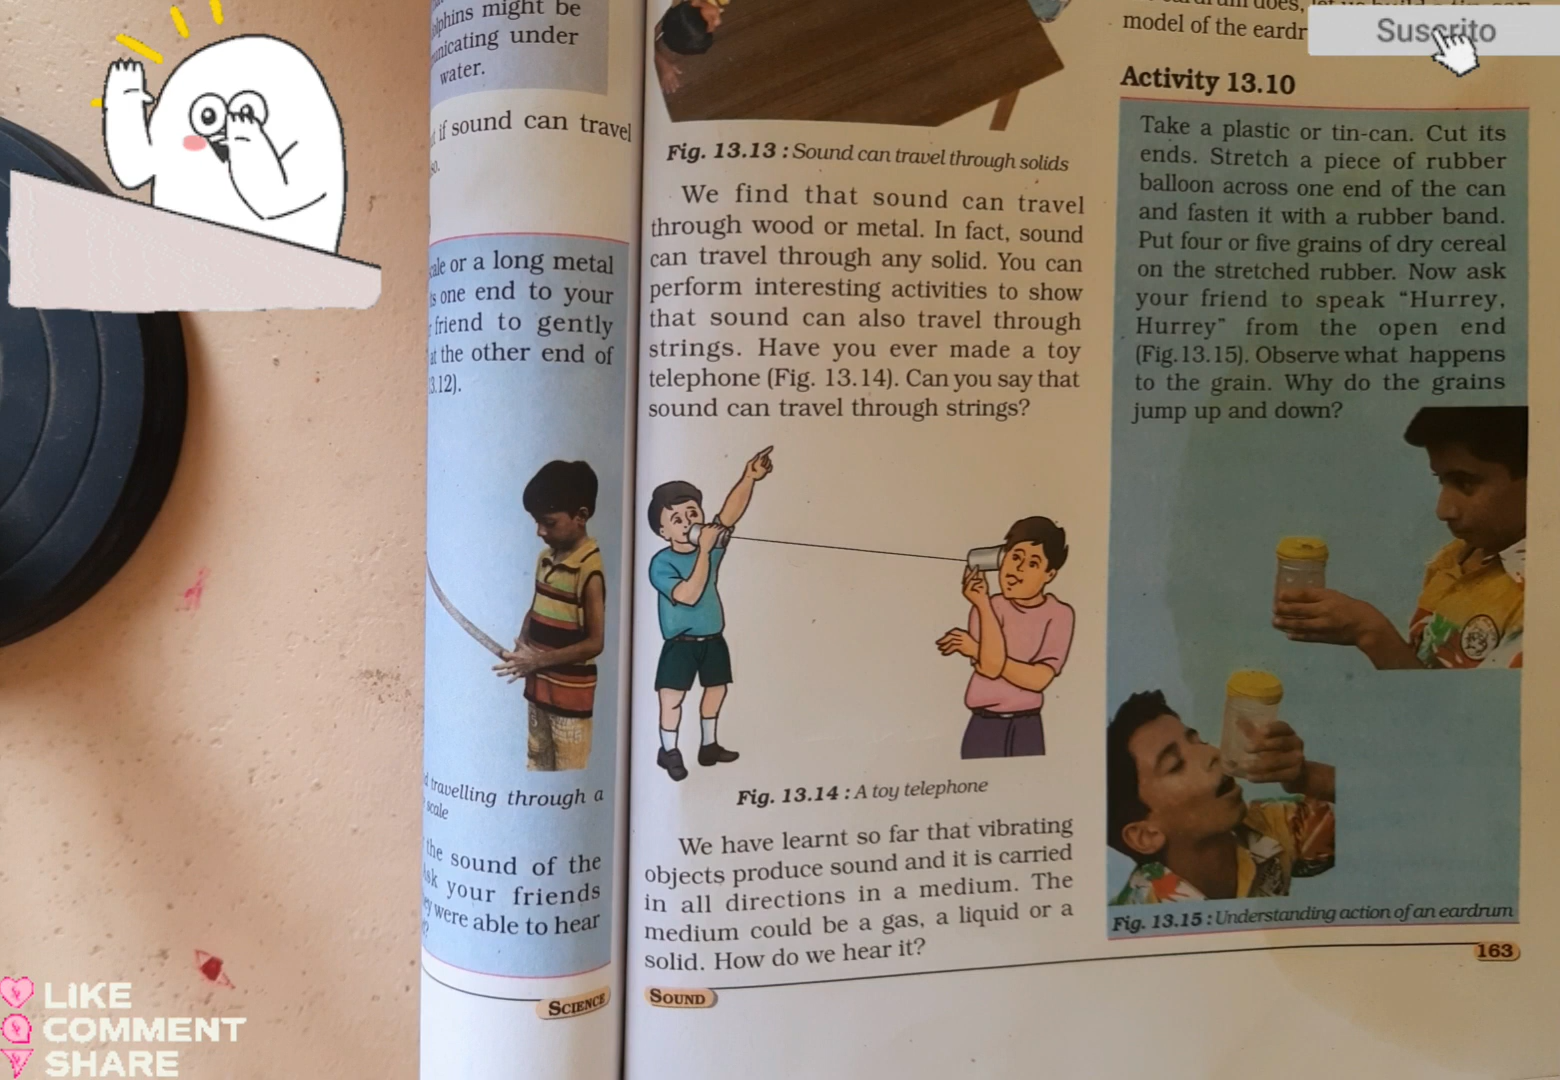 olphins might be
unicating under
water.
if sound can travel
so.
scale or a long metal
its one end to your
friend to gently
at the other end of
13.12).
travelling through a
scale
the sound of the
Ask your friends
they were able to hear
SCIENCE
Fig. 13.13 : Sound can travel through solids
We find that sound can travel
through wood or metal. In fact, sound
can travel through any solid. You can
perform interesting activities to show
that sound can also travel through
strings. Have you ever made a toy
telephone (Fig. 13.14). Can you say that
sound can travel through strings?
Fig. 13.14 : A toy telephone
We have learnt so far that vibrating
objects produce sound and it is carried
in all directions in a medium. The
medium could be a gas, a liquid or a
solid. How do we hear it?
SOUND
model of the eardr
Suscrito
Activity 13.10
Take a plastic or tin-can. Cut its
ends. Stretch a piece of rubber
balloon across one end of the can
and fasten it with a rubber band.
Put four or five grains of dry cereal
on the stretched rubber. Now ask
your friend to speak “Hurrey,
Hurrey” from the open end
(Fig.13.15). Observe what happens
to the grain. Why do the grains
jump up and down?
Fig. 13.15 : Understanding action of an eardrum
163
LIKE
COMMENT
SHARE